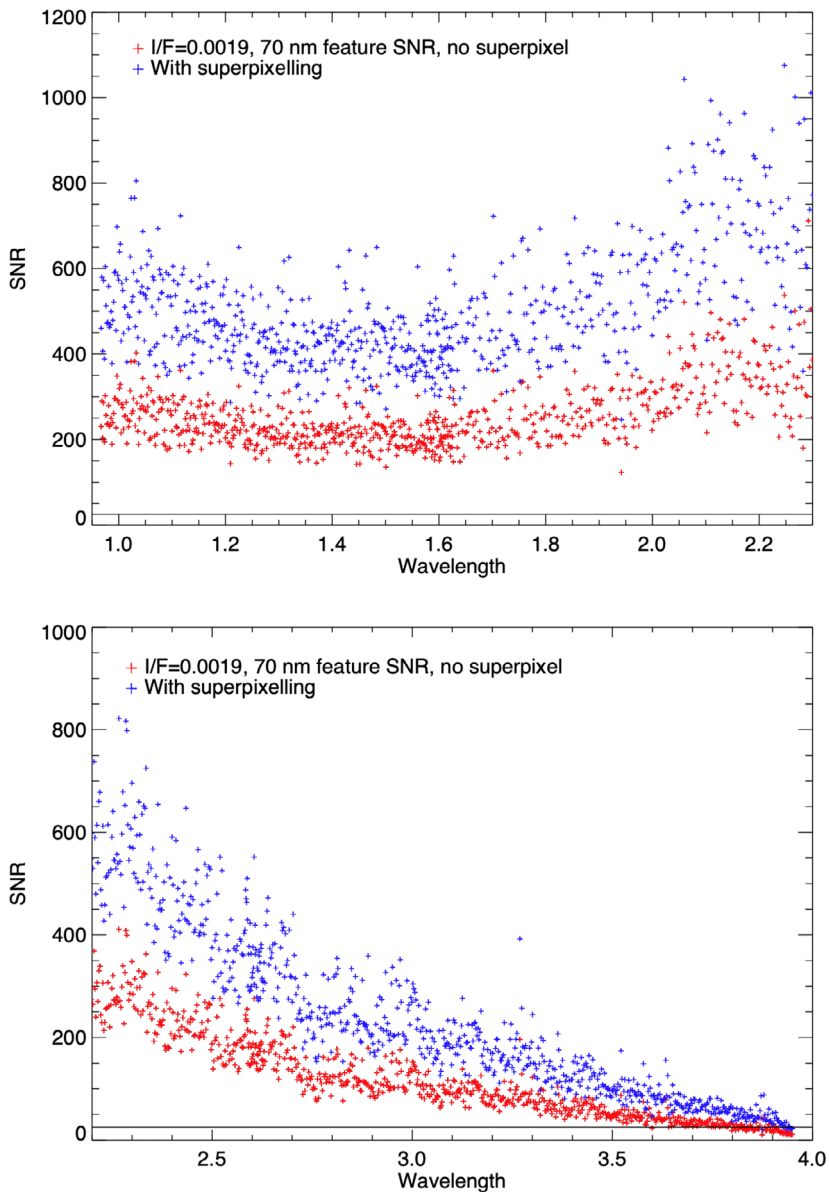 1200
+ I/F=0.0019, 70 nm feature SNR, no superpixel
+ With superpixelling
1000
800
SNR
600
400
200
0
1.0 1.2 1.4 1.6 1.8 2.0 2.2
Wavelength
1000
+ I/F=0.0019, 70 nm feature SNR, no superpixel
+ With superpixelling
800
600
SNR
400
200
0
2.5 3.0 3.5 4.0
Wavelength